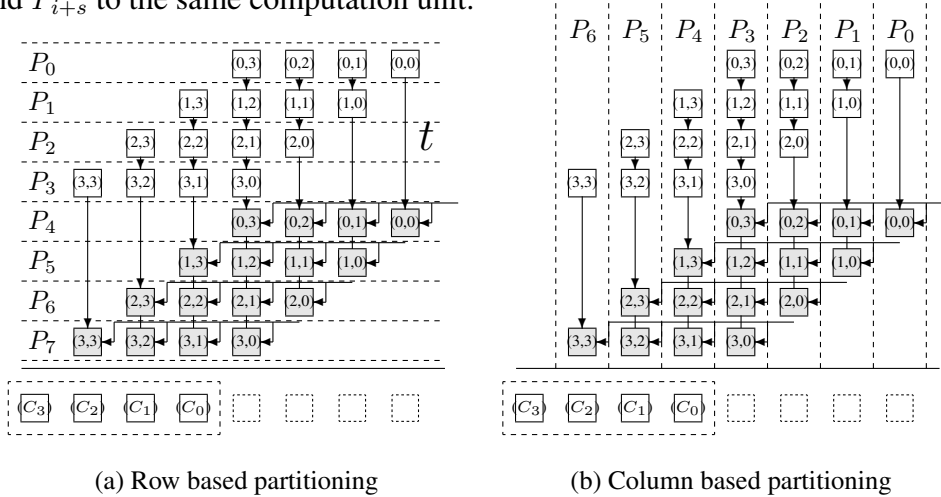 nd P_{i+s} to the same computation unit.
P_0 (0,3) (0,2) (0,1) (0,0)
P_1 (1,3) (1,2) (1,1) (1,0)
P_2 (2,3) (2,2) (2,1) (2,0)
t
P_3 (3,3) (3,2) (3,1) (3,0)
P_4 (0,3) (0,2) (0,1) (0,0)
P_5 (1,3) (1,2) (1,1) (1,0)
P_6 (2,3) (2,2) (2,1) (2,0)
P_7 (3,3) (3,2) (3,1) (3,0)
(C_3) (C_2) (C_1) (C_0)
(a) Row based partitioning
P_6 P_5 P_4 P_3 P_2 P_1 P_0
(0,3) (0,2) (0,1) (0,0)
(1,3) (1,2) (1,1) (1,0)
(2,3) (2,2) (2,1) (2,0)
(3,3) (3,2) (3,1) (3,0)
(0,3) (0,2) (0,1) (0,0)
(1,3) (1,2) (1,1) (1,0)
(2,3) (2,2) (2,1) (2,0)
(3,3) (3,2) (3,1) (3,0)
(C_3) (C_2) (C_1) (C_0)
(b) Column based partitioning